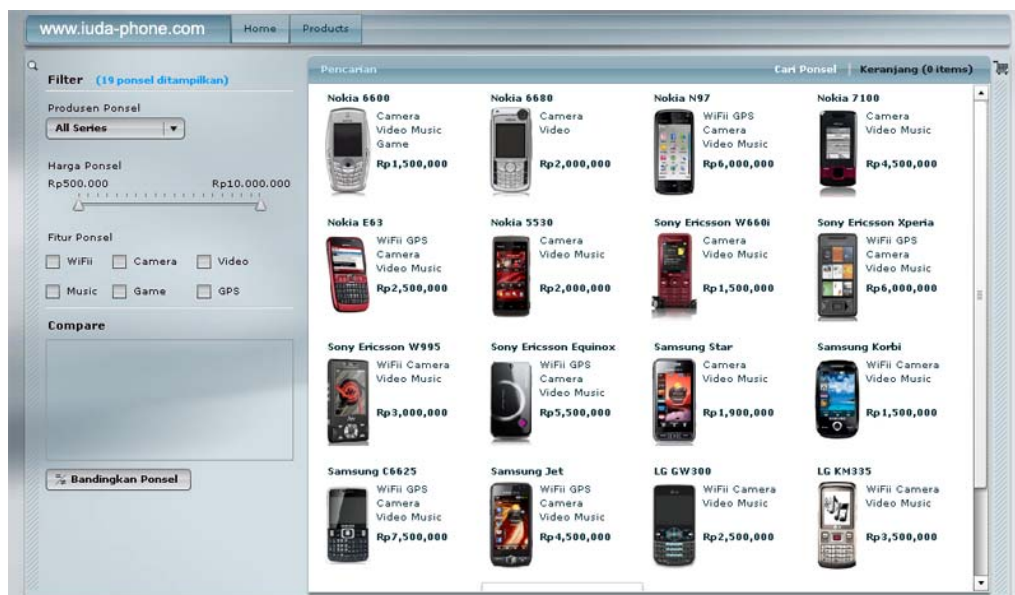 www.iuda-phone.com
Home
Products
Filter (19 ponsel ditampilkan)
Produsen Ponsel
All Series
Harga Ponsel
Rp500.000 Rp10.000.000
Fitur Ponsel
WiFii Camera Video
Music Game GPS
Compare
Bandingkan Ponsel
Pencarian
Cari Ponsel | Keranjang (0 items)
Nokia 6600
Camera
Video Music
Game
Rp1,500,000
Nokia 6680
Camera
Video
Rp2,000,000
Nokia N97
WiFii GPS
Camera
Video Music
Rp6,000,000
Nokia 7100
Camera
Video Music
Rp4,500,000
Nokia E63
WiFii GPS
Camera
Video Music
Rp2,500,000
Nokia 5530
Camera
Video Music
Rp2,000,000
Sony Ericsson W660i
Camera
Video Music
Rp1,500,000
Sony Ericsson Xperia
WiFii GPS
Camera
Video Music
Rp6,000,000
Sony Ericsson W995
WiFii Camera
Video Music
Rp3,000,000
Sony Ericsson Equinox
WiFii GPS
Camera
Video Music
Rp5,500,000
Samsung Star
Camera
Video Music
Rp1,900,000
Samsung Korbi
WiFii Camera
Video Music
Rp1,500,000
Samsung C6625
WiFii GPS
Camera
Video Music
Rp7,500,000
Samsung Jet
WiFii GPS
Camera
Video Music
Rp4,500,000
LG GW300
WiFii Camera
Video Music
Rp2,500,000
LG KM335
WiFii Camera
Video Music
Rp3,500,000